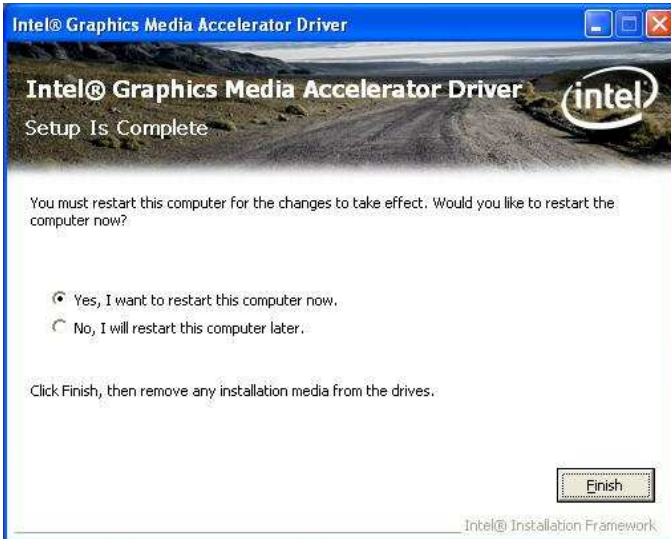 Intel® Graphics Media Accelerator Driver
Intel® Graphics Media Accelerator Driver
Setup Is Complete
intel
You must restart this computer for the changes to take effect. Would you like to restart the
computer now?
Yes, I want to restart this computer now.
No, I will restart this computer later.
Click Finish, then remove any installation media from the drives.
Finish
Intel® Installation Framework